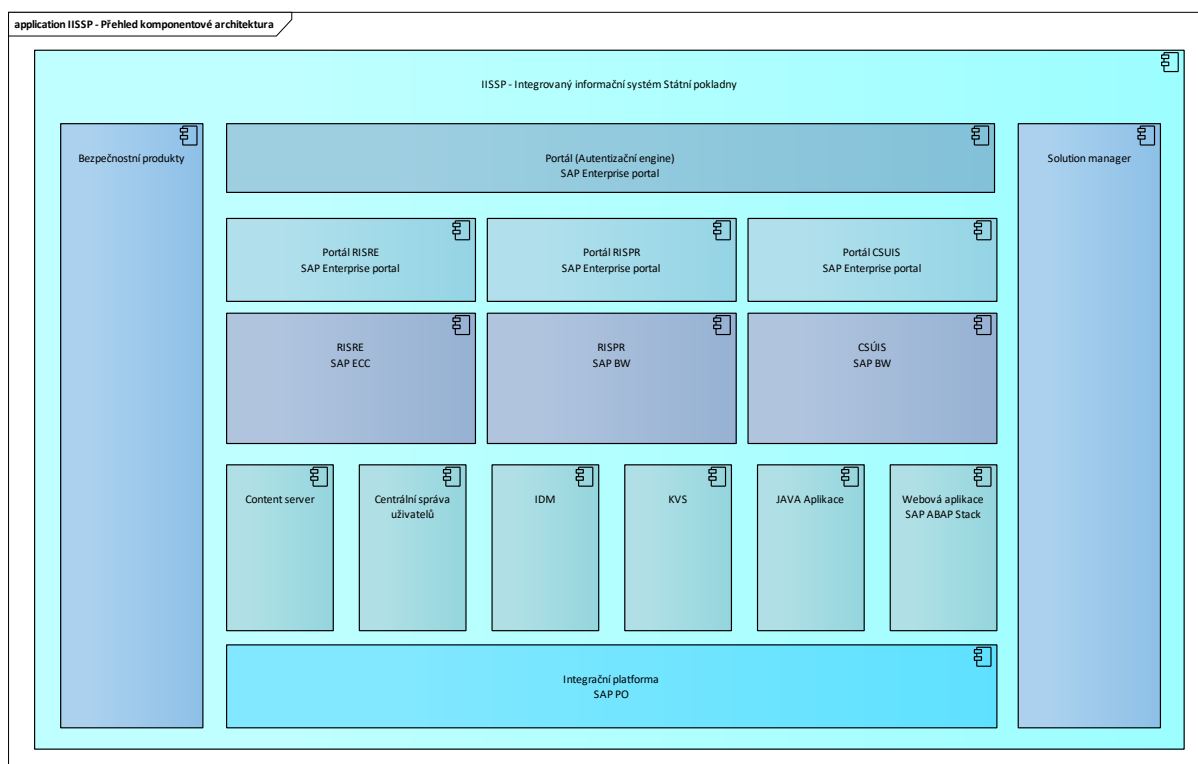 application IISSP - Přehled komponentové architektura
IISSP - Integrovaný informační systém Státní pokladny
Bezpečnostní produkty
Portál (Autentizační engine)
SAP Enterprise portal
Solution manager
Portál RISRE
SAP Enterprise portal
Portál RISPR
SAP Enterprise portal
Portál CSUIS
SAP Enterprise portal
RISRE
SAP ECC
RISPR
SAP BW
CSÚIS
SAP BW
Content server
Centrální správa
uživatelů
IDM
KVS
JAVA Aplikace
Webová aplikace
SAP ABAP Stack
Integrační platforma
SAP PO